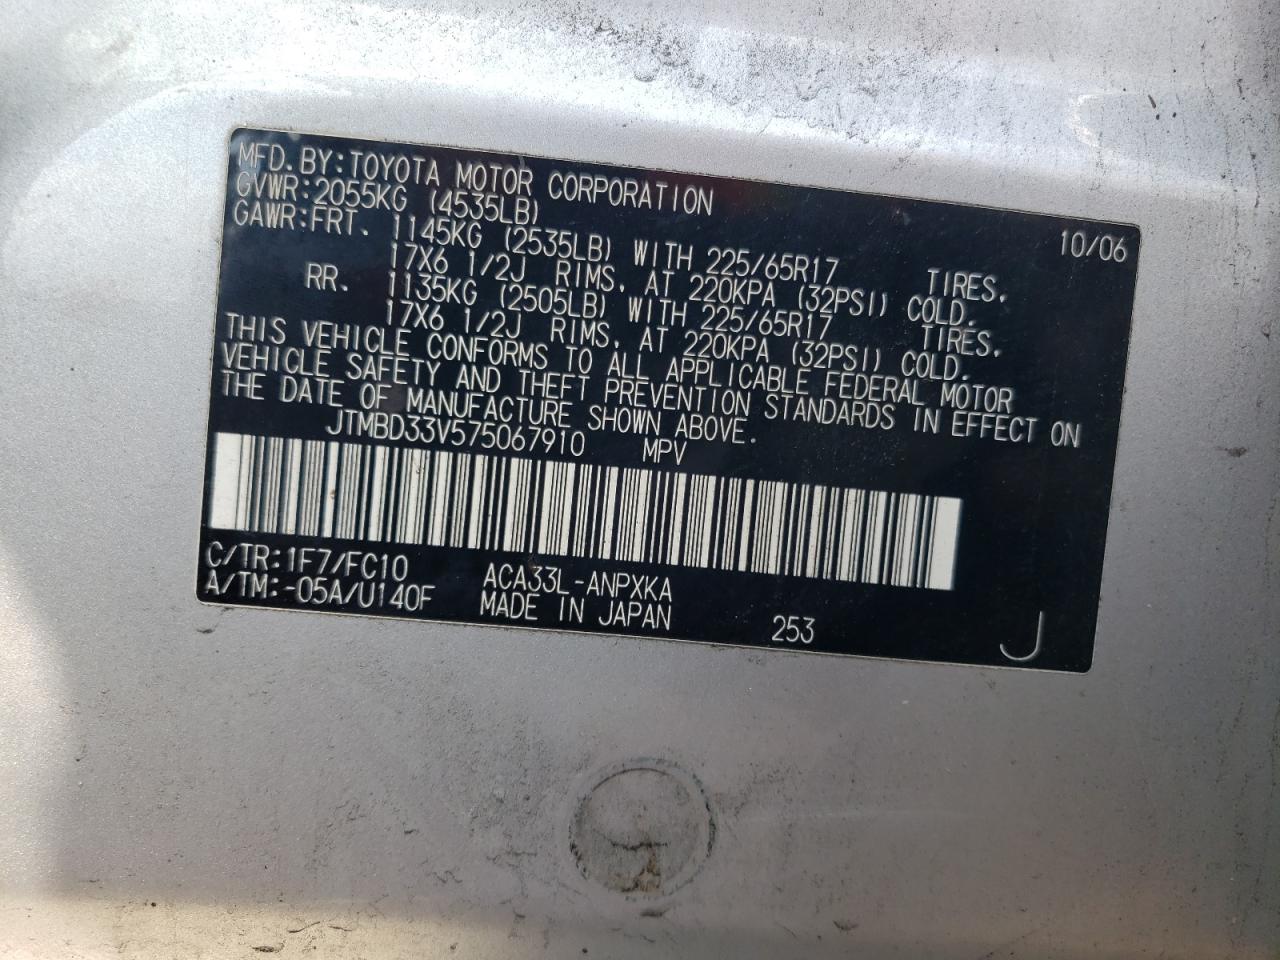 MFD. BY: TOYOTA MOTOR CORPORATION 10/06
GVWR: 2055KG (4535LB)
GAWR: FRT. 1145KG (2535LB) WITH 225/65R17 TIRES,
17X6 1/2J RIMS, AT 220KPA (32PSI) COLD.
RR. 1135KG (2505LB) WITH 225/65R17 TIRES,
17X6 1/2J RIMS, AT 220KPA (32PSI) COLD.
THIS VEHICLE CONFORMS TO ALL APPLICABLE FEDERAL MOTOR
VEHICLE SAFETY AND THEFT PREVENTION STANDARDS IN EFFECT ON
THE DATE OF MANUFACTURE SHOWN ABOVE.
JTMBD33V575067910 MPV
C/TR: 1F7/FC10 ACA33L-ANPXKA
A/TM: -05A/U140F MADE IN JAPAN 253 J